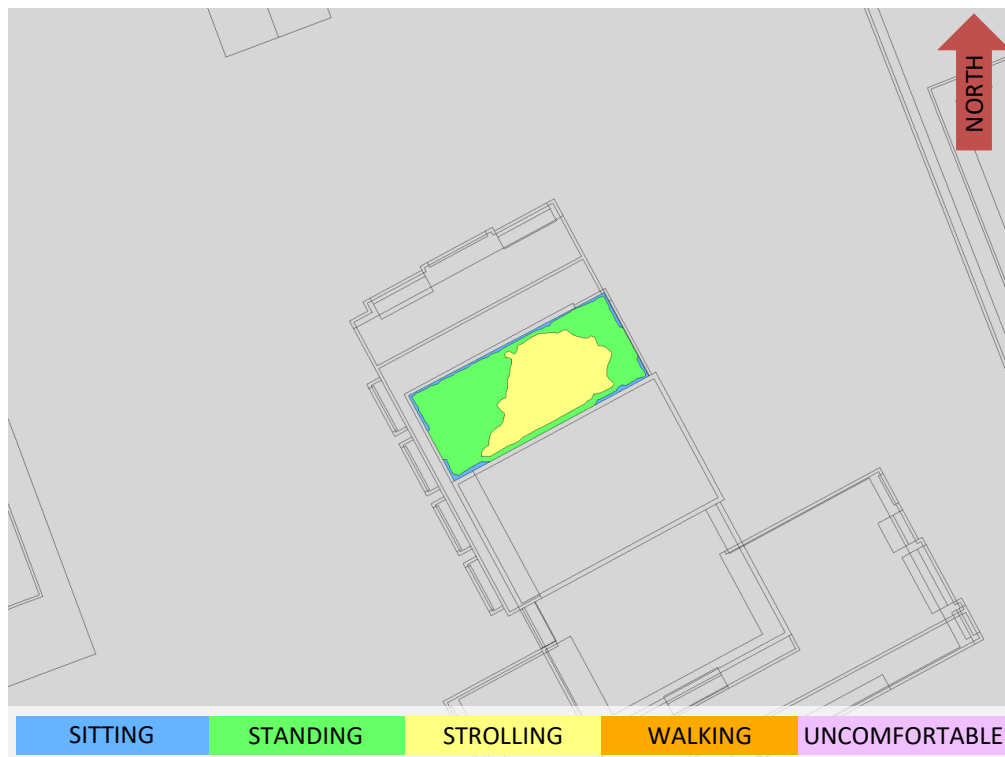 NORTH
SITTING
STANDING
STROLLING
WALKING
UNCOMFORTABLE